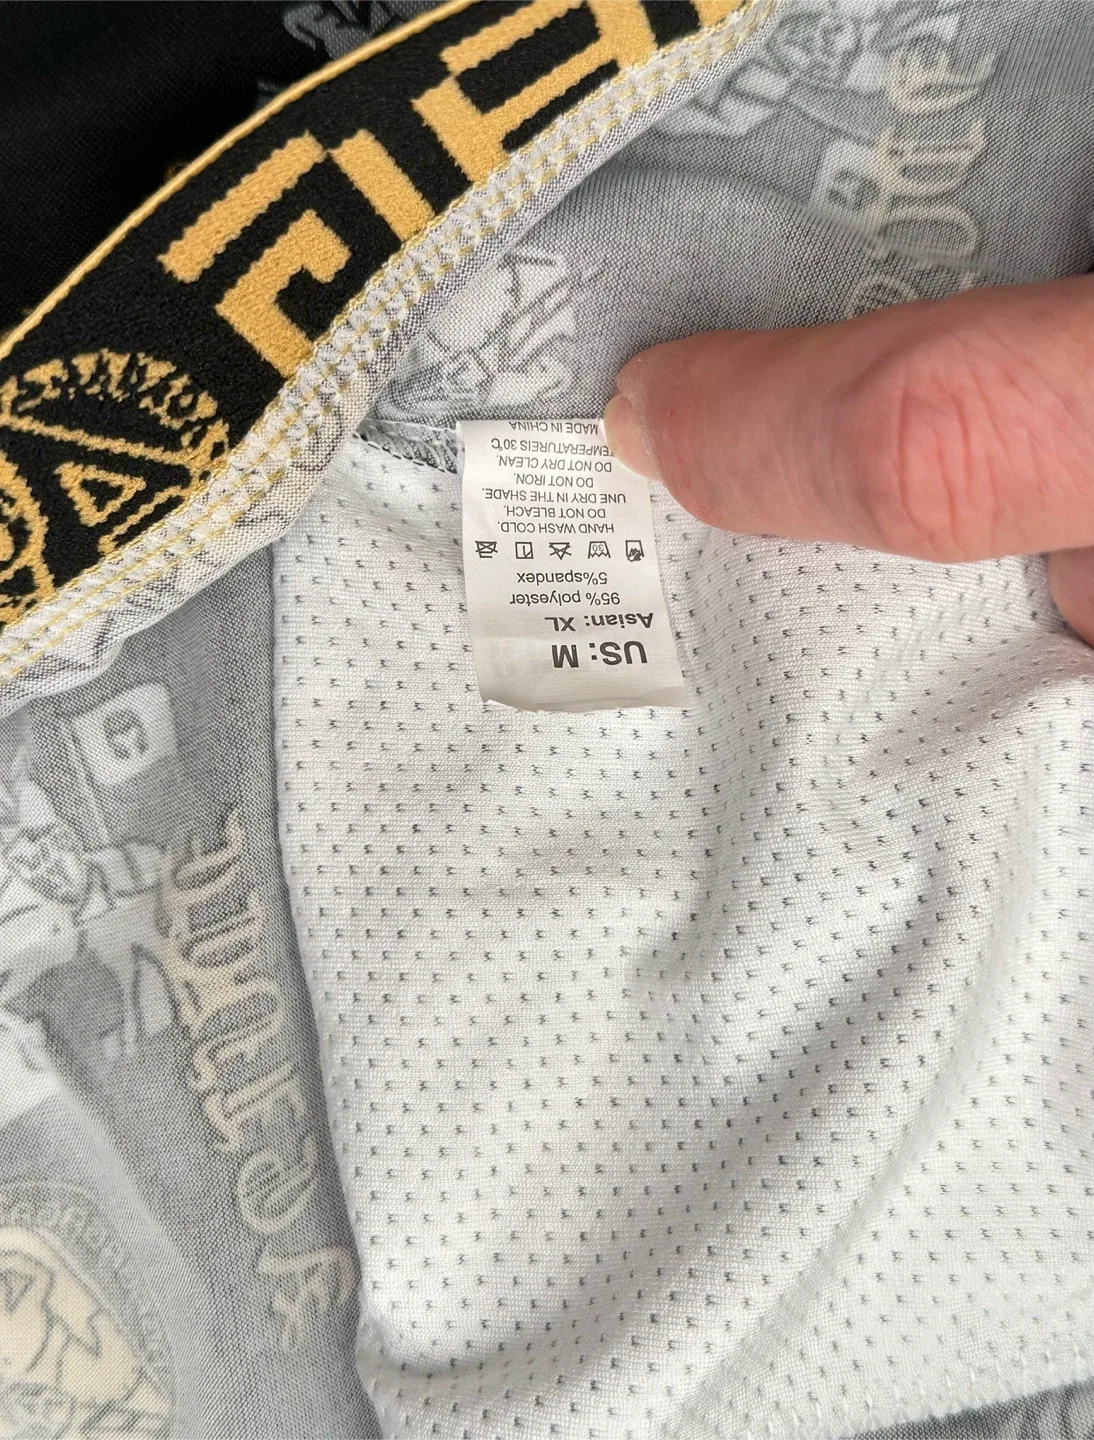 US: M
Asian: XL
95% polyester
5%spandex
HAND WASH COLD.
DO NOT BLEACH.
UNE DRY IN THE SHADE.
DO NOT IRON.
DO NOT DRY CLEAN.
TEMPERATUREIS 30℃
MADE IN CHINA